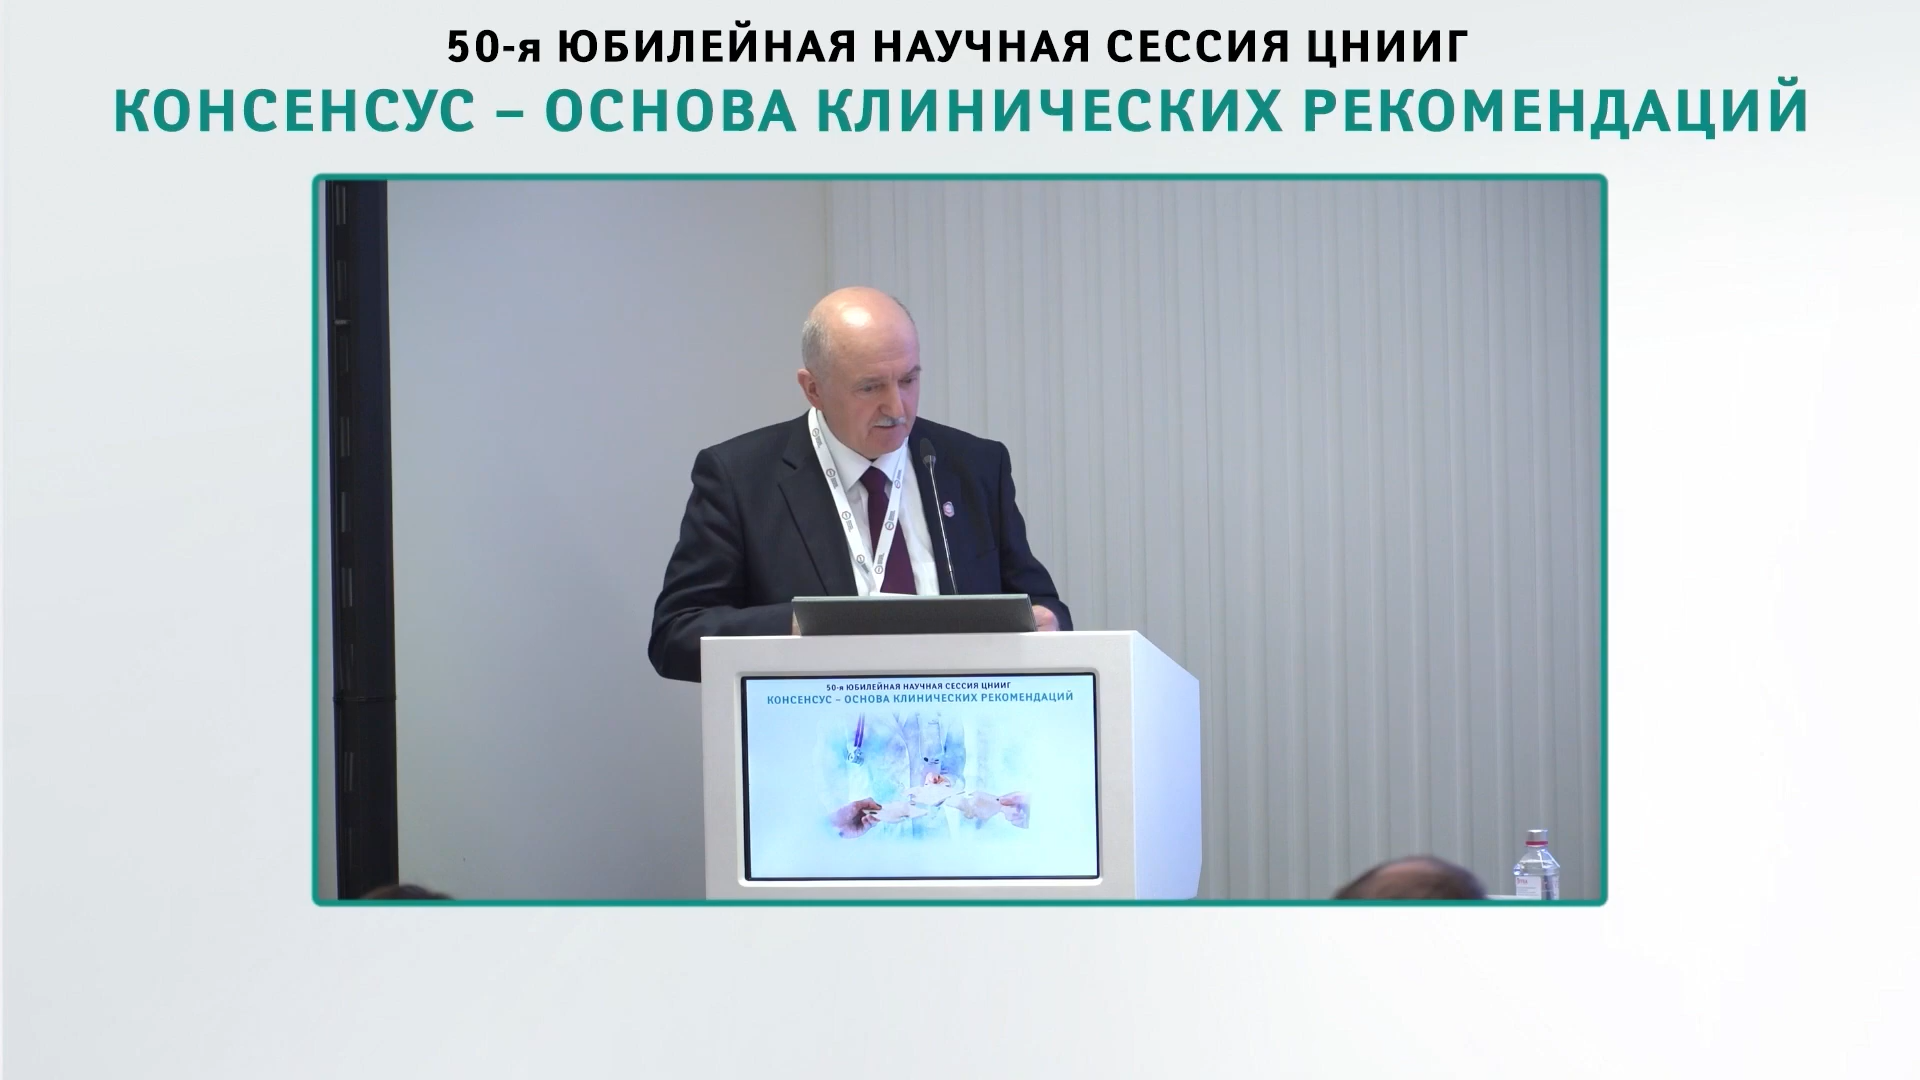 50-я ЮБИЛЕЙНАЯ НАУЧНАЯ СЕССИЯ ЦНИИГ
КОНСЕНСУС – ОСНОВА КЛИНИЧЕСКИХ РЕКОМЕНДАЦИЙ
50-я ЮБИЛЕЙНАЯ НАУЧНАЯ СЕССИЯ ЦНИИГ
КОНСЕНСУС – ОСНОВА КЛИНИЧЕСКИХ РЕКОМЕНДАЦИЙ